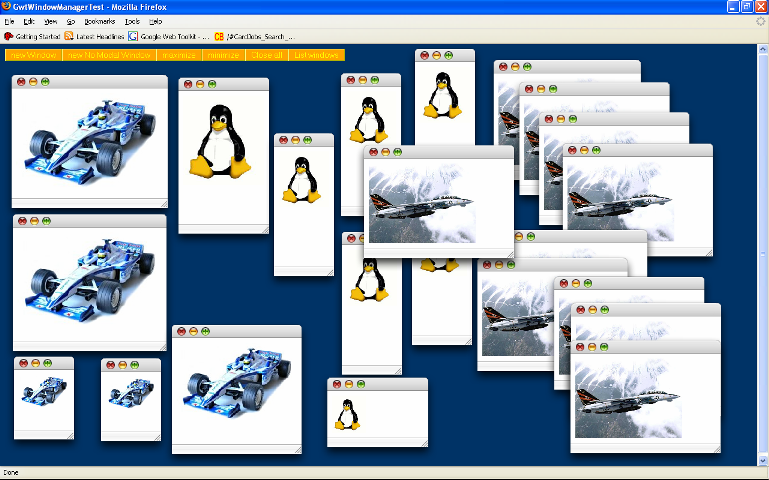 GwtWindowManagerTest - Mozilla Firefox
File Edit View Go Bookmarks Tools Help
Getting Started Latest Headlines Google Web Toolkit - ... /#CardJobs_Search_...
new Window new No Modal Window maximize minimize Close all List windows
Done